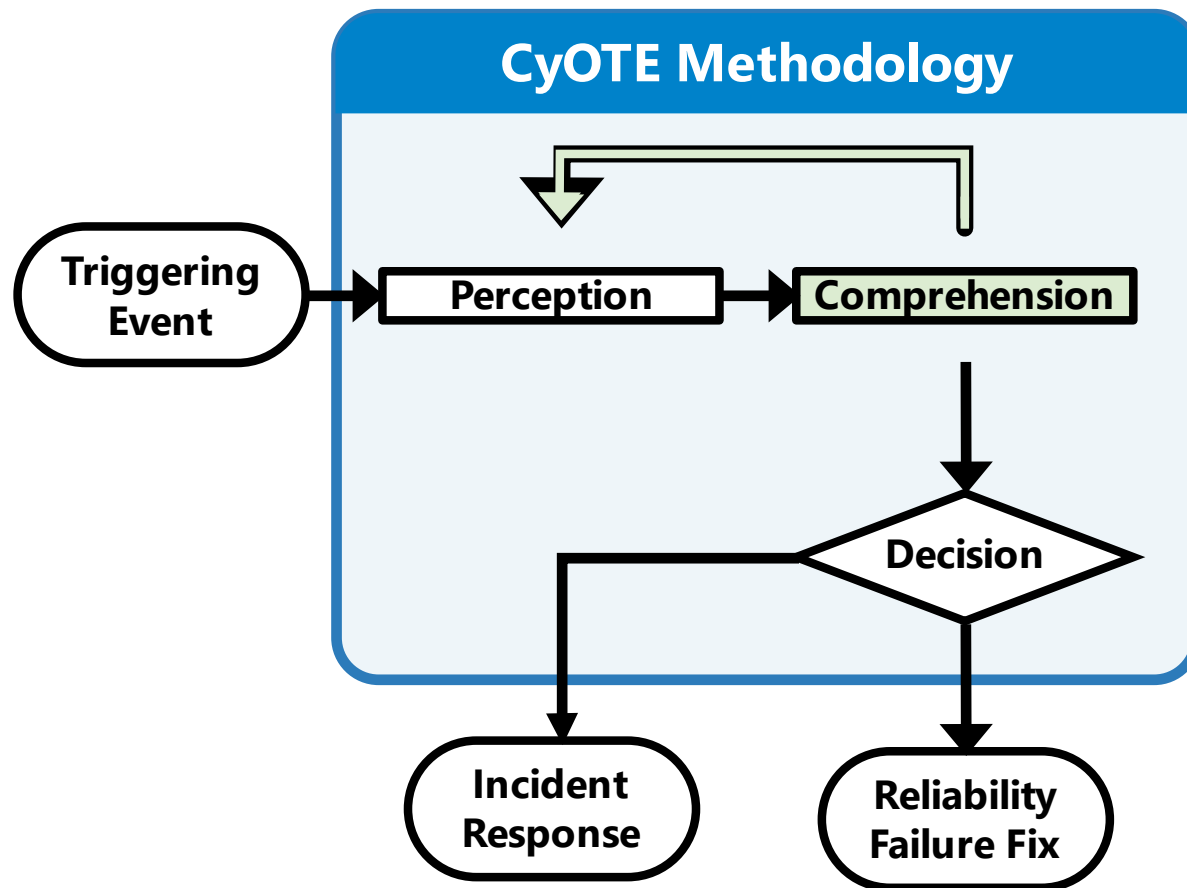 CyOTE Methodology
Triggering
Event
Perception
Comprehension
Decision
Incident
Response
Reliability
Failure Fix